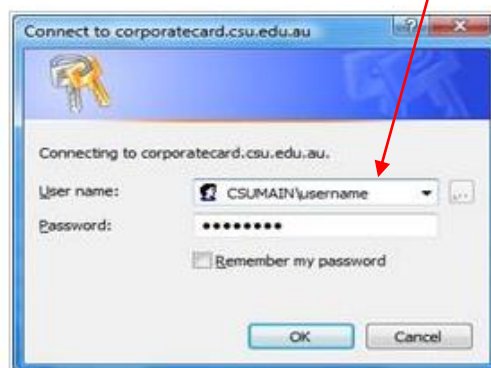 Connect to corporatecard.csu.edu.au
Connecting to corporatecard.csu.edu.au.
User name: CSUMAIN\username
Password: ••••••••
Remember my password
OK Cancel